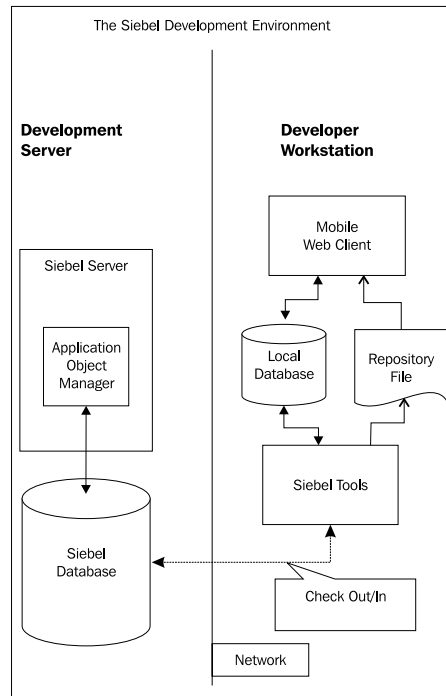 The Siebel Development Environment
Development
Server
Developer
Workstation
Siebel Server
Application
Object
Manager
Siebel
Database
Mobile
Web Client
Local
Database
Repository
File
Siebel Tools
Check Out/In
Network